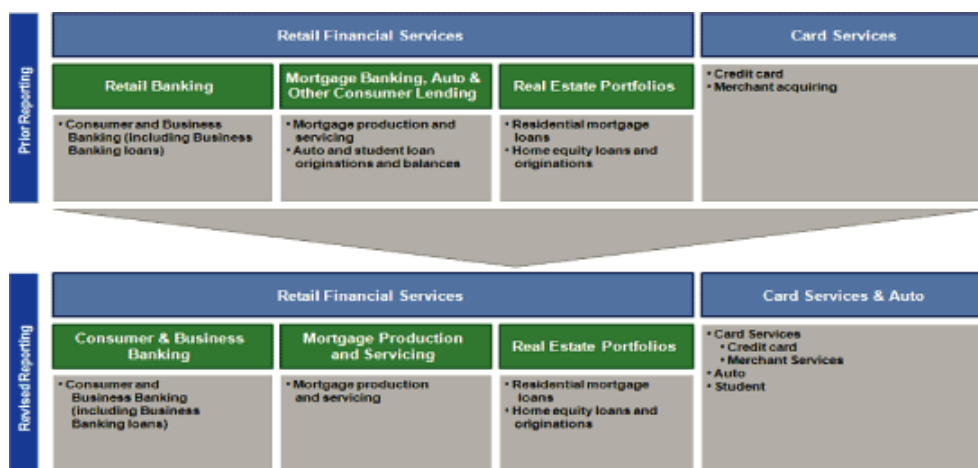 Prior Reporting
Retail Financial Services
Card Services
Retail Banking
Mortgage Banking, Auto &
Other Consumer Lending
Real Estate Portfolios
• Credit card
• Merchant acquiring
• Consumer and Business
Banking (including Business
Banking loans)
• Mortgage production and
servicing
• Auto and student loan
originations and balances
• Residential mortgage
loans
• Home equity loans and
originations
Revised Reporting
Retail Financial Services
Card Services & Auto
Consumer & Business
Banking
Mortgage Production
and Servicing
Real Estate Portfolios
• Card Services
• Credit card
• Merchant Services
• Auto
• Student
• Consumer and
Business Banking
(including Business
Banking loans)
• Mortgage production
and servicing
• Residential mortgage
loans
• Home equity loans and
originations